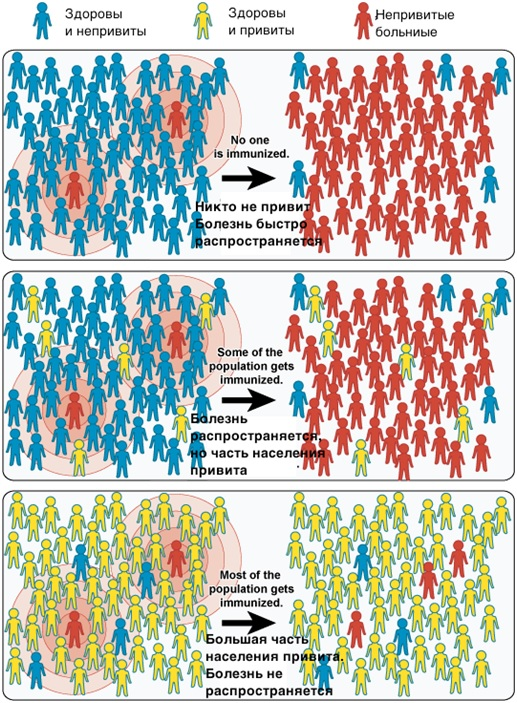 Здоровы
и непривиты
Здоровы
и привиты
Непривитые
больниые
No one
is immunized.
Никто не привит
Болезнь быстро
распространяется
Some of the
population gets
immunized.
Болезнь
распространяется,
но часть населения
привита
Most of the
population gets
immunized.
Большая часть
населения привита.
Болезнь не
распространяется